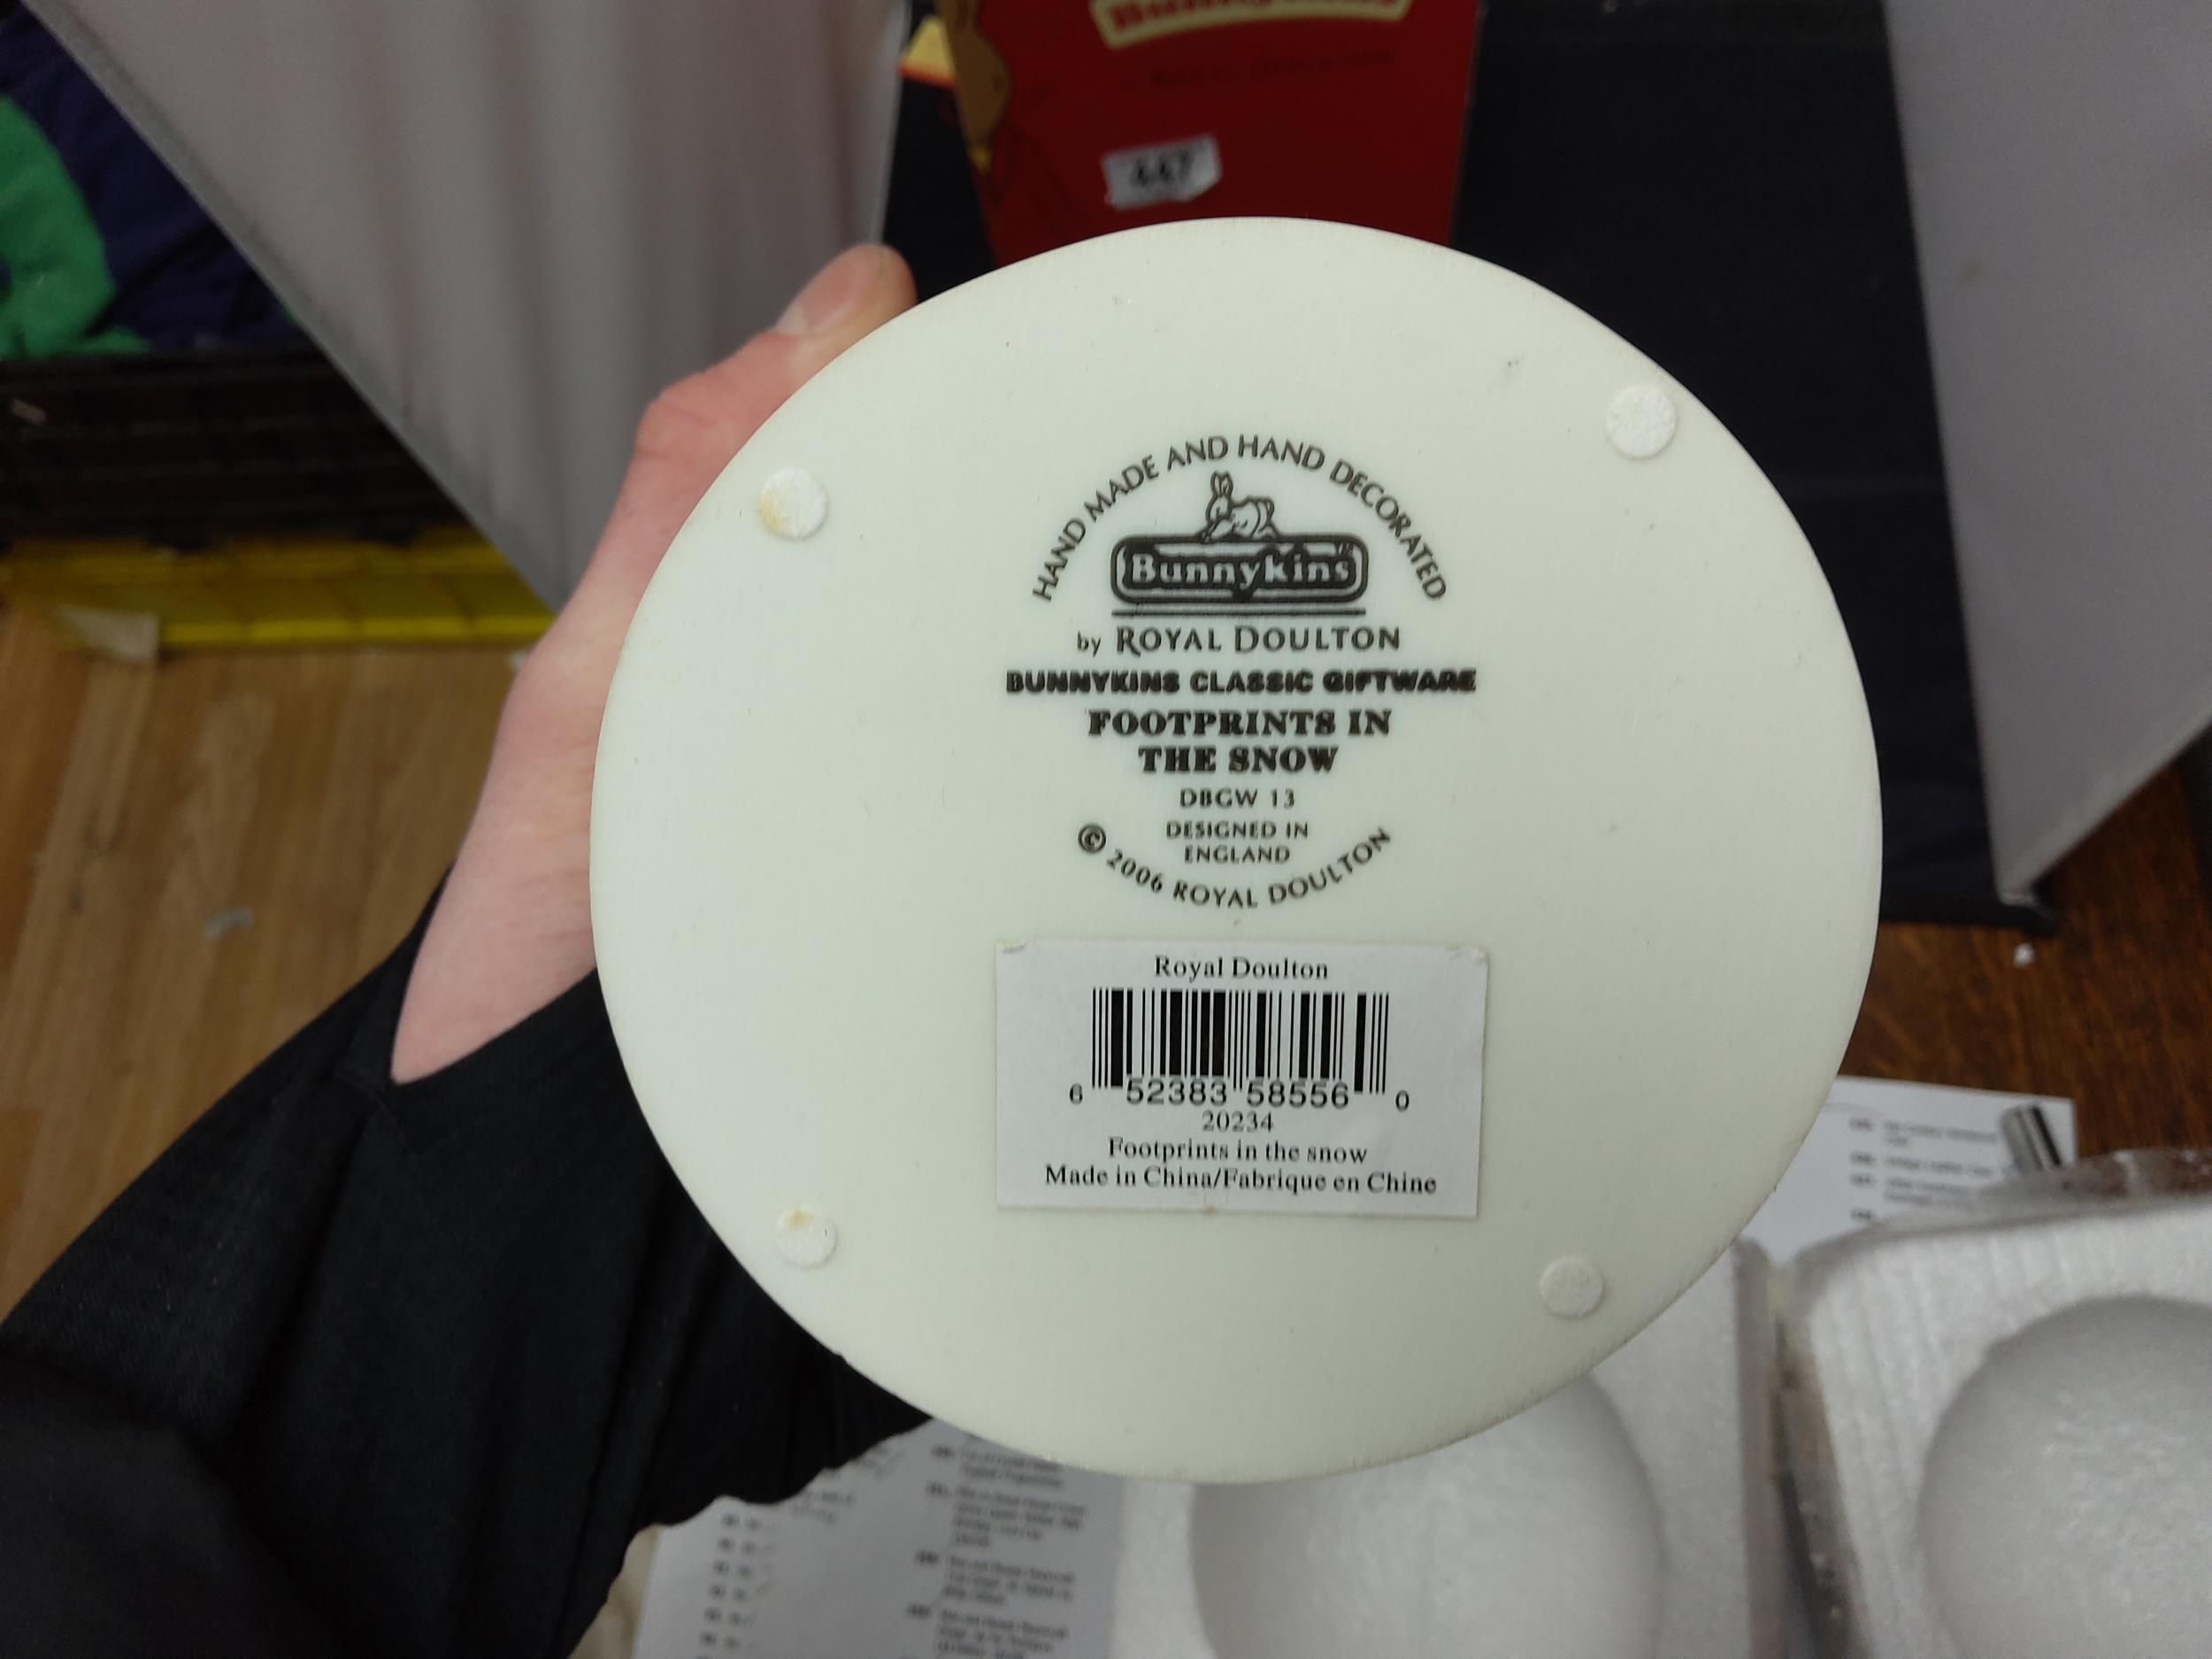 Bunnykins
447
HAND MADE AND HAND DECORATED
Bunnykins™
by ROYAL DOULTON
BUNNYKINS CLASSIC GIFTWARE
FOOTPRINTS IN
THE SNOW
DBGW 13
DESIGNED IN
ENGLAND
© 2006 ROYAL DOULTON
Royal Doulton
6 52383 58556 0
20234
Footprints in the snow
Made in China/Fabrique en Chine